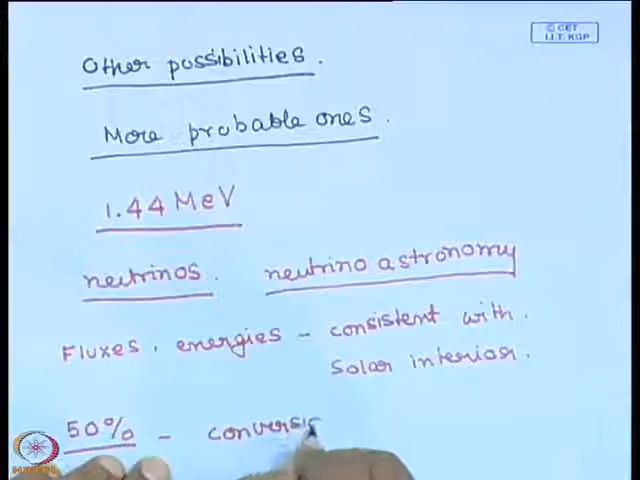 © CET
I.I.T. KGP
Other possibilities.
More probable ones.
1.44 MeV
neutrinos. neutrino astronomy
Fluxes, energies - consistent with.
solar interior.
50% - conversi